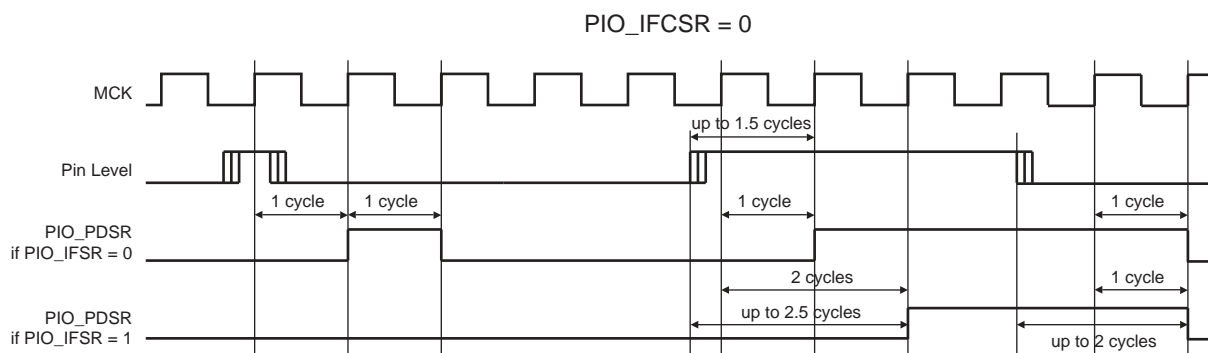 PIO_IFCSR = 0
MCK
up to 1.5 cycles
Pin Level
1 cycle
1 cycle
1 cycle
1 cycle
PIO_PDSR
if PIO_IFSR = 0
2 cycles
1 cycle
PIO_PDSR
if PIO_IFSR = 1
up to 2.5 cycles
up to 2 cycles